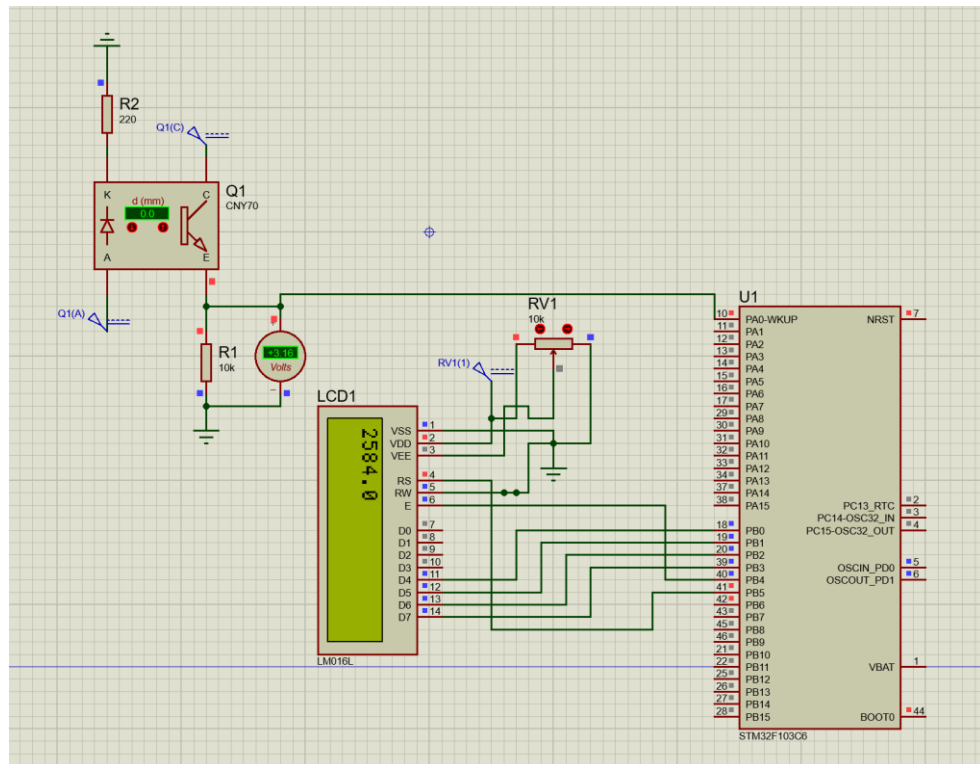 R2
220
Q1(C)
K
C
d (mm)
0.0
A
E
Q1
CNY70
Q1(A)
R1
10k
+3.16
Volts
RV1
10k
RV1(1)
LCD1
2584.0
VSS
VDD
VEE
RS
RW
E
D0
D1
D2
D3
D4
D5
D6
D7
1
2
3
4
5
6
7
8
9
10
11
12
13
14
LM016L
U1
10
11
12
13
14
15
16
17
29
30
31
32
33
34
37
38
PA0-WKUP
PA1
PA2
PA3
PA4
PA5
PA6
PA7
PA8
PA9
PA10
PA11
PA12
PA13
PA14
PA15
18
19
20
39
40
41
42
43
45
46
21
22
25
26
27
28
PB0
PB1
PB2
PB3
PB4
PB5
PB6
PB7
PB8
PB9
PB10
PB11
PB12
PB13
PB14
PB15
NRST
7
PC13_RTC
2
PC14-OSC32_IN
3
PC15-OSC32_OUT
4
OSCIN_PD0
5
OSCOUT_PD1
6
VBAT
1
BOOT0
44
STM32F103C6